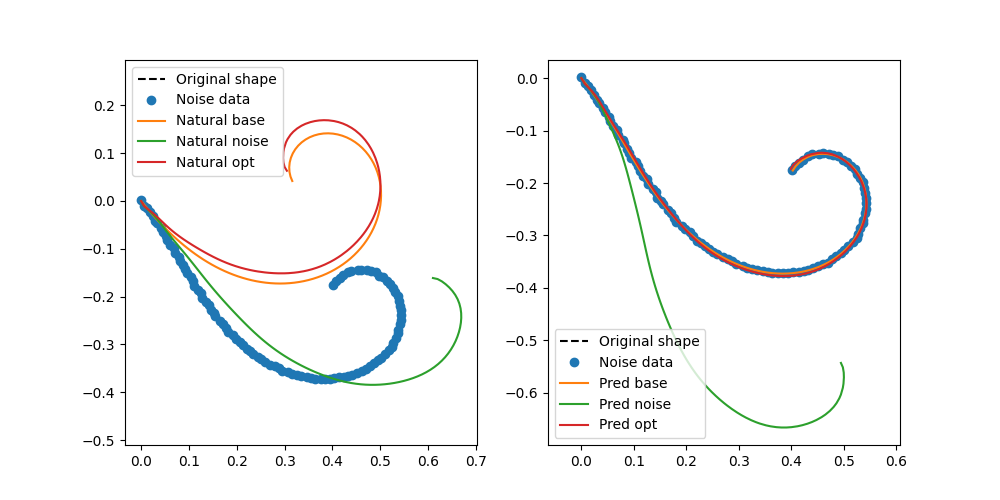 Original shape
Noise data
Natural base
Natural noise
Natural opt
0.2
0.1
0.0
−0.1
−0.2
−0.3
−0.4
−0.5
0.0 0.1 0.2 0.3 0.4 0.5 0.6 0.7
0.0
−0.1
−0.2
−0.3
−0.4
−0.5
−0.6
Original shape
Noise data
Pred base
Pred noise
Pred opt
0.0 0.1 0.2 0.3 0.4 0.5 0.6